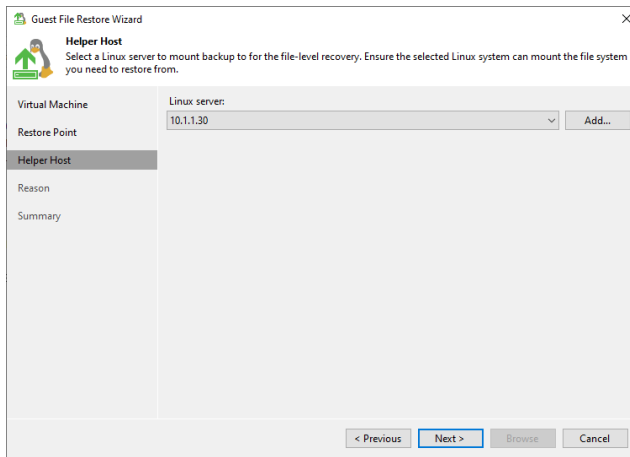 Guest File Restore Wizard
Helper Host
Select a Linux server to mount backup to for the file-level recovery. Ensure the selected Linux system can mount the file system
you need to restore from.
Virtual Machine
Restore Point
Helper Host
Reason
Summary
Linux server:
10.1.1.30
Add...
< Previous
Next >
Browse
Cancel